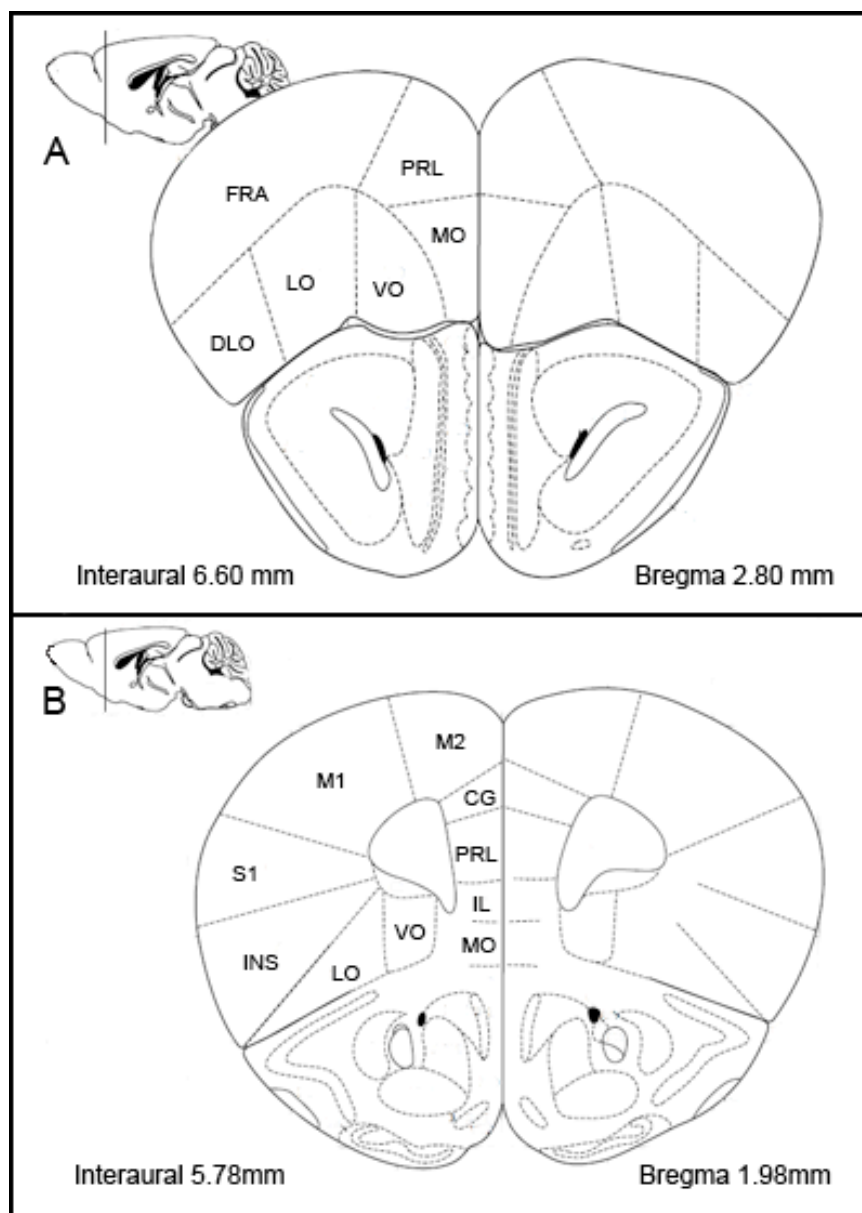 A
PRL
FRA
MO
LO
VO
DLO
Interaural 6.60 mm
Bregma 2.80 mm
B
M2
M1
CG
PRL
S1
IL
VO
MO
INS
LO
Interaural 5.78mm
Bregma 1.98mm